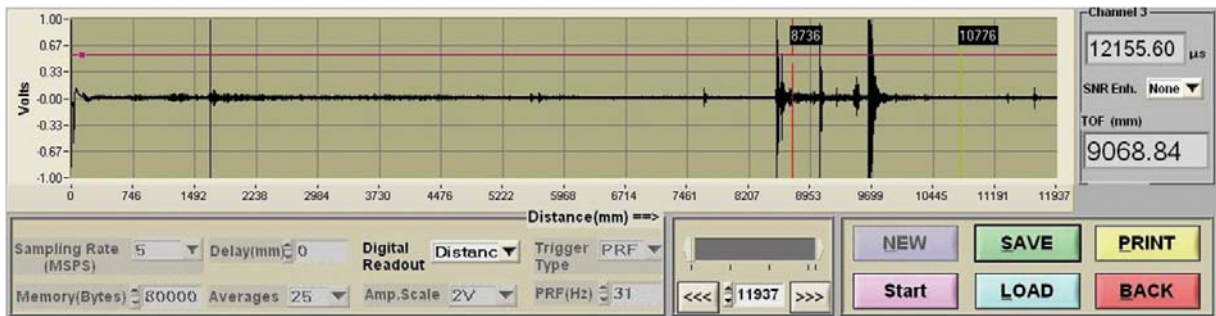 1.00
0.67
0.33
-0.00
-0.33
-0.67
-1.00
Volts
8736
10776
0 746 1492 2238 2984 3730 4476 5222 5968 6714 7461 8207 8953 9699 10445 11191 11937
Distance(mm) ==>
Channel 3
12155.60 µs
SNR Enh. None
TOF (mm)
9068.84
Sampling Rate (MSPS) 5
Delay(mm) 0
Digital Readout Distanc
Trigger Type PRF
Memory(Bytes) 80000
Averages 25
Amp.Scale 2V
PRF(Hz) 31
<<< 11937 >>>
NEW SAVE PRINT
Start LOAD BACK